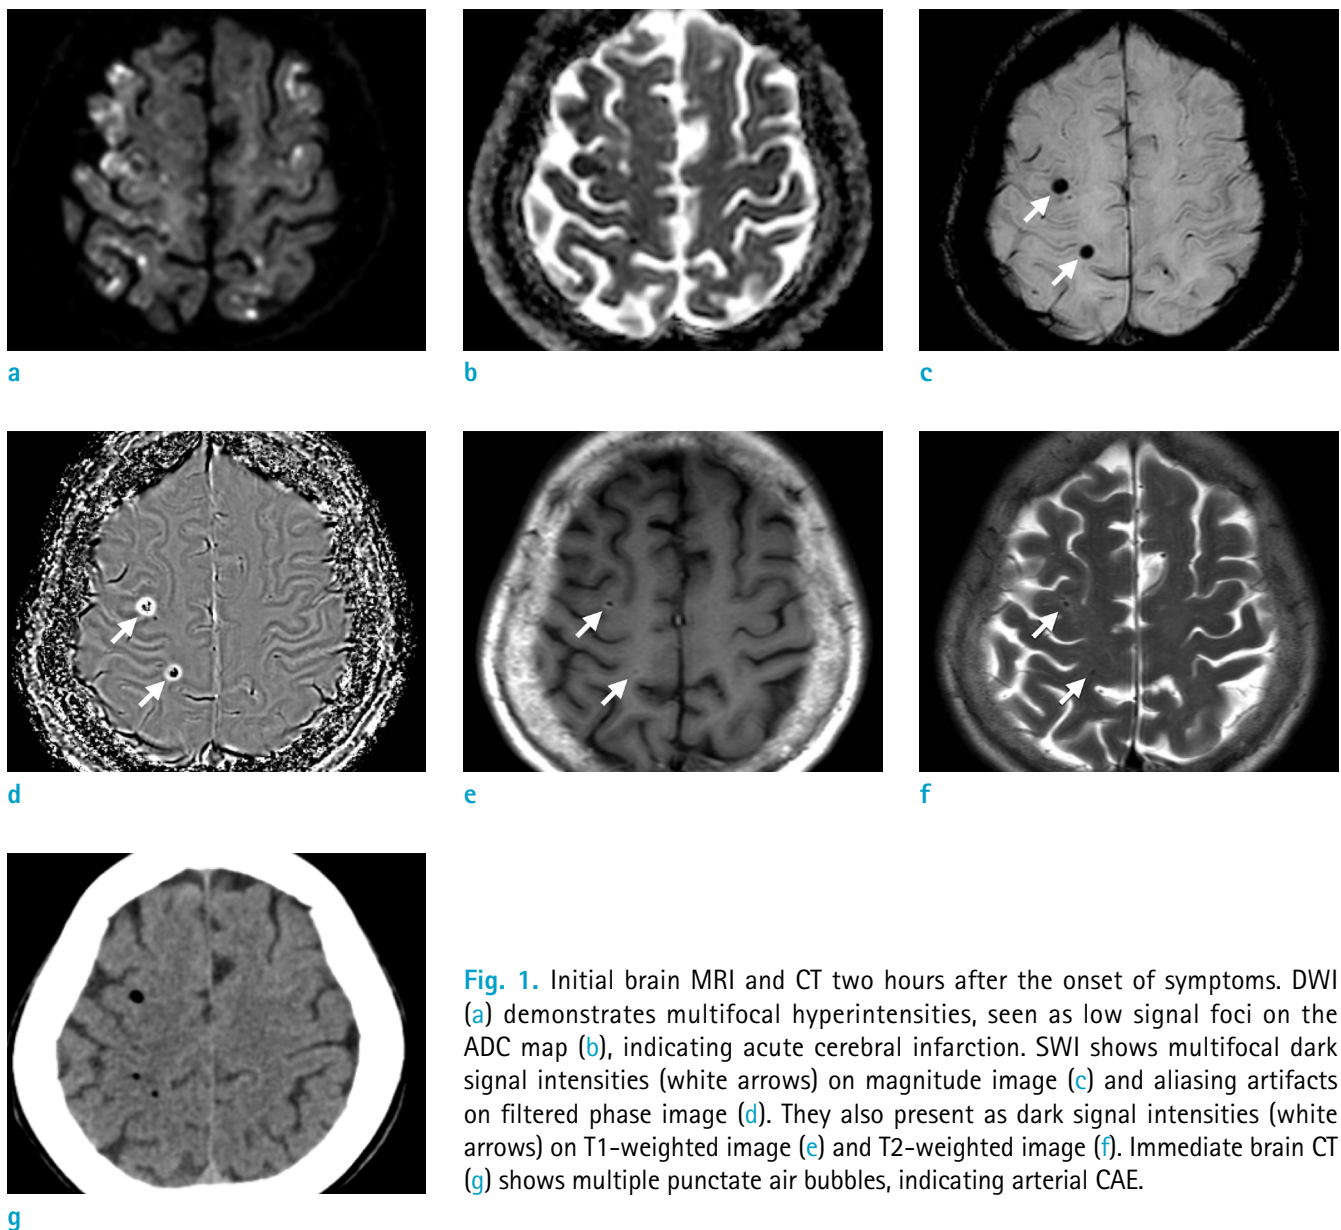 a
b
c
d
e
f
g
Fig. 1. Initial brain MRI and CT two hours after the onset of symptoms. DWI
(a) demonstrates multifocal hyperintensities, seen as low signal foci on the
ADC map (b), indicating acute cerebral infarction. SWI shows multifocal dark
signal intensities (white arrows) on magnitude image (c) and aliasing artifacts
on filtered phase image (d). They also present as dark signal intensities (white
arrows) on T1-weighted image (e) and T2-weighted image (f). Immediate brain CT
(g) shows multiple punctate air bubbles, indicating arterial CAE.